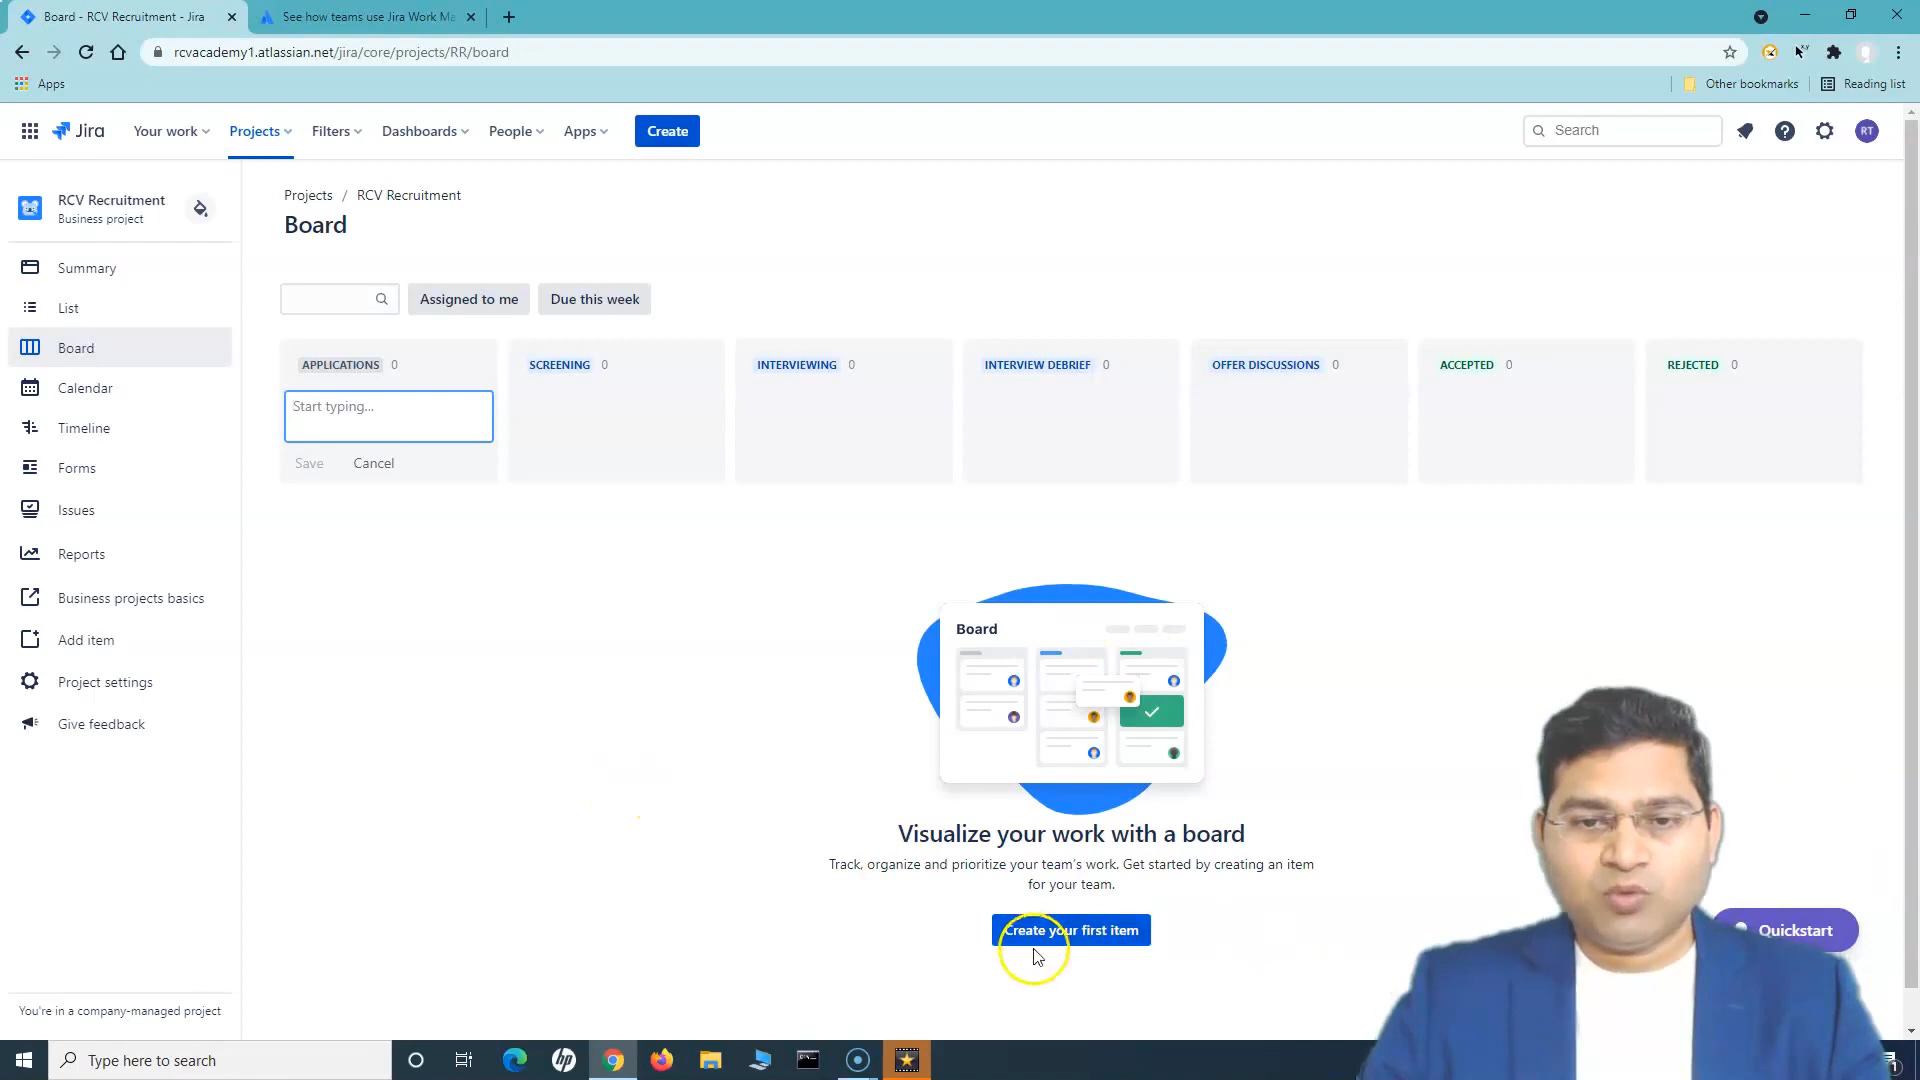 Board - RCV Recruitment - Jira
See how teams use Jira Work Ma
rcvacademy1.atlassian.net/jira/core/projects/RR/board
Apps
Other bookmarks
Reading list
Jira
Your work
Projects
Filters
Dashboards
People
Apps
Create
Search
RT
RCV Recruitment
Business project
Projects / RCV Recruitment
Board
Summary
List
Board
Calendar
Timeline
Forms
Issues
Reports
Business projects basics
Add item
Project settings
Give feedback
You're in a company-managed project
Assigned to me
Due this week
APPLICATIONS 0
SCREENING 0
INTERVIEWING 0
INTERVIEW DEBRIEF 0
OFFER DISCUSSIONS 0
ACCEPTED 0
REJECTED 0
Start typing...
Save
Cancel
Board
Visualize your work with a board
Track, organize and prioritize your team's work. Get started by creating an item
for your team.
Create your first item
Quickstart
Type here to search
hp
1